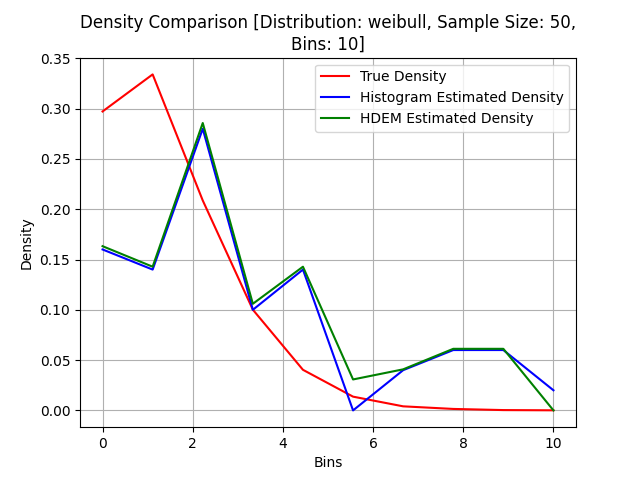 Density Comparison [Distribution: weibull, Sample Size: 50,
Bins: 10]
True Density
Histogram Estimated Density
HDEM Estimated Density
Density
0.35
0.30
0.25
0.20
0.15
0.10
0.05
0.00
0 2 4 6 8 10
Bins